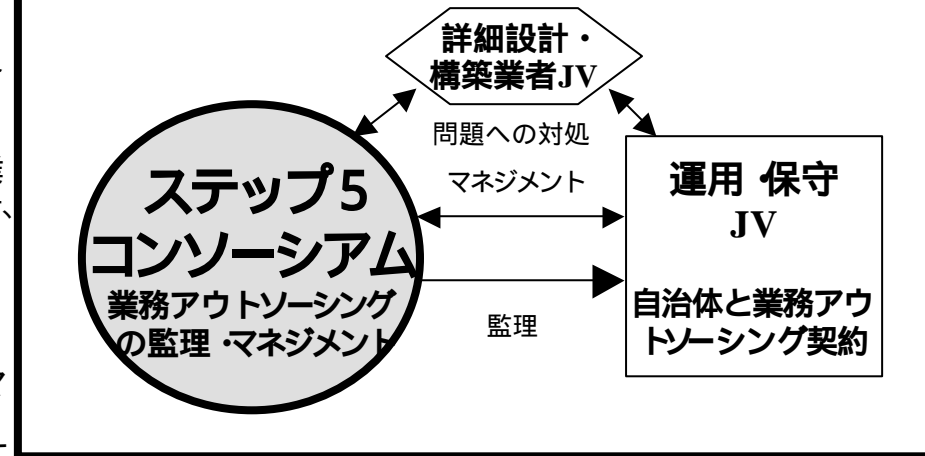 詳細設計・
構築業者JV
問題への対処
マネジメント
監理
ステップ5
コンソーシアム
業務アウトソーシング
の監理・マネジメント
運用・保守
JV
自治体と業務アウ
トソーシング契約